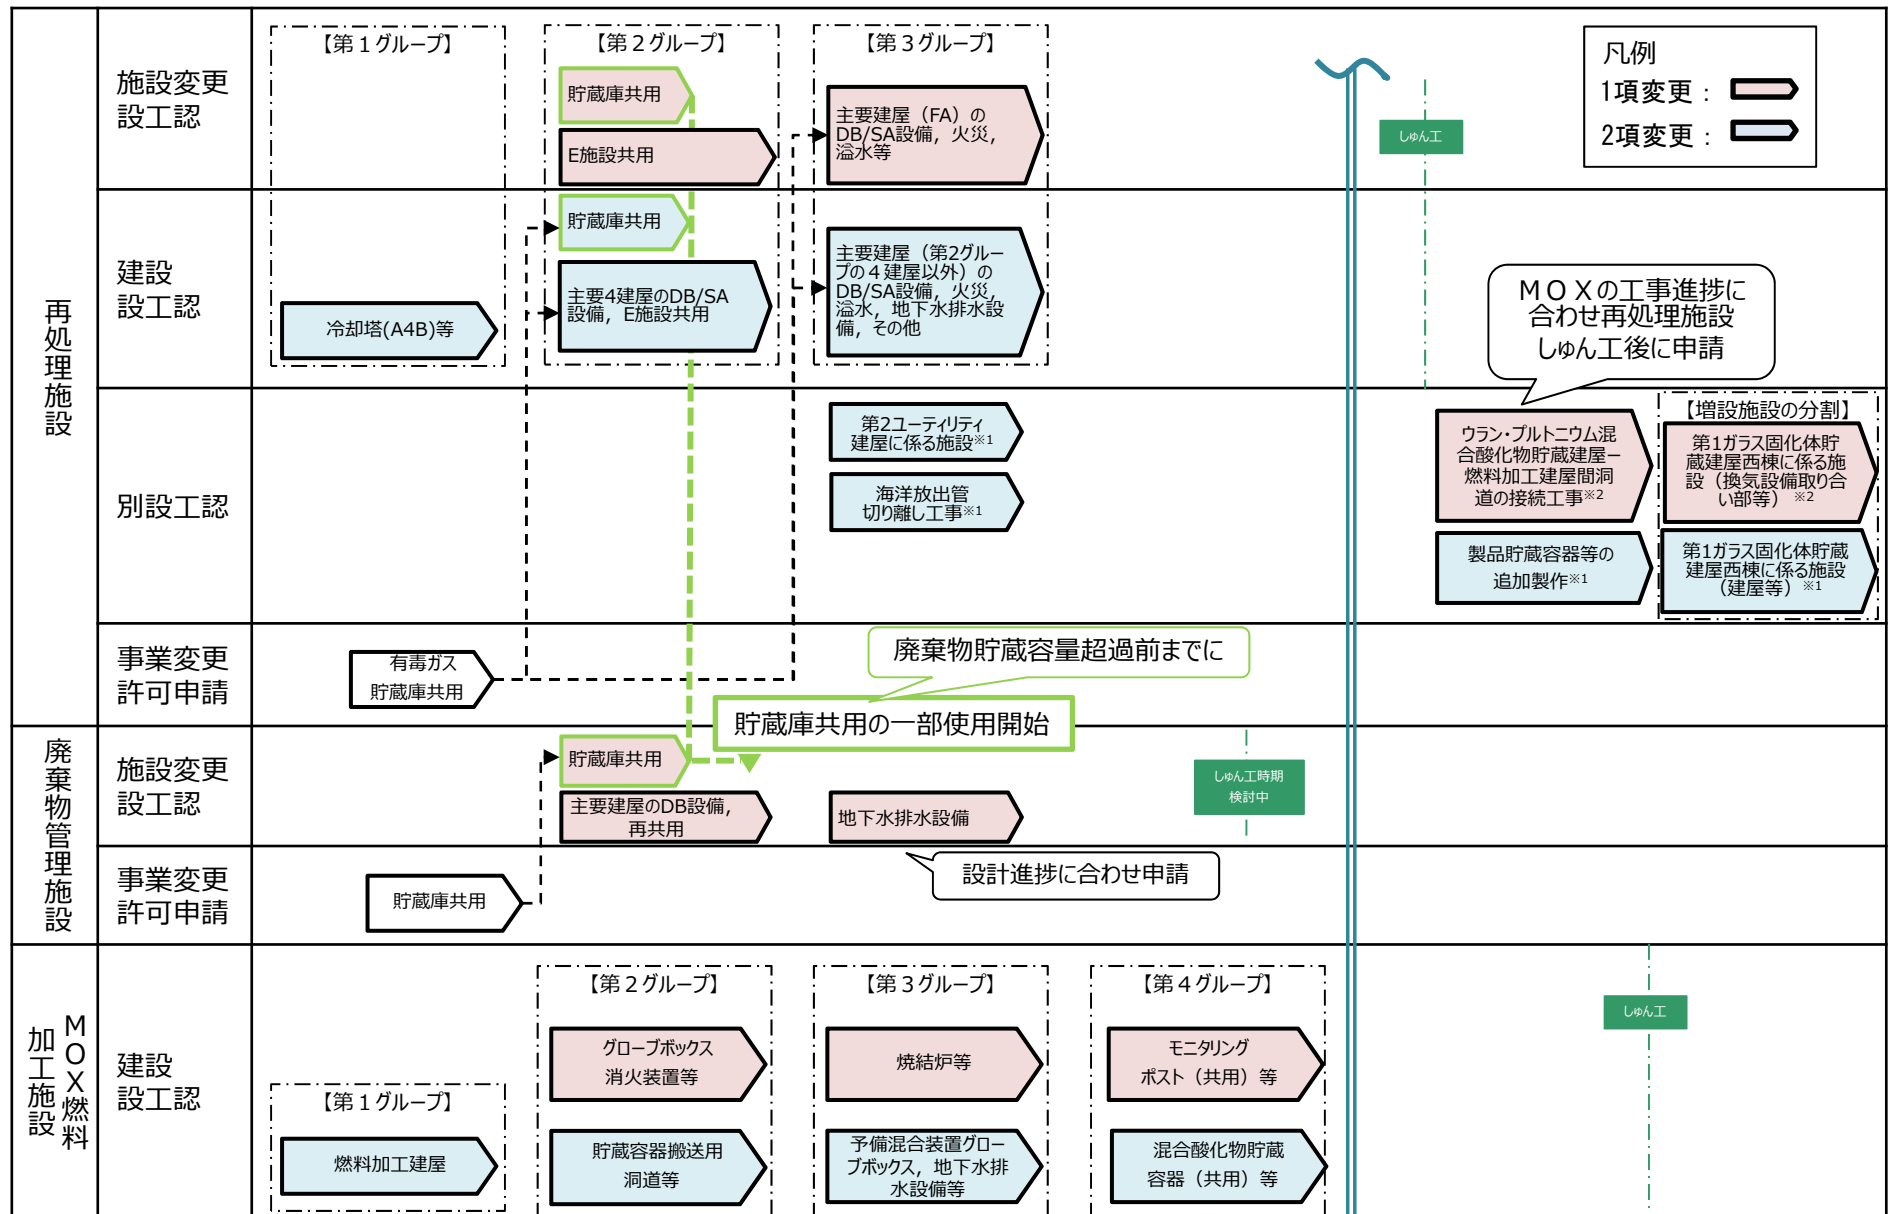 凡例
1項変更：
2項変更：
再処理施設
施設変更
設工認
【第１グループ】
【第２グループ】
貯蔵庫共用
E施設共用
【第３グループ】
主要建屋（FA）の
DB/SA設備，火災，
溢水等
しゅん工
建設
設工認
冷却塔(A4B)等
貯蔵庫共用
主要4建屋のDB/SA
設備，E施設共用
主要建屋（第2グルー
プの４建屋以外）の
DB/SA設備，火災，
溢水，地下水排水設
備，その他
ＭＯＸの工事進捗に
合わせ再処理施設
しゅん工後に申請
別設工認
第2ユーティリティ
建屋に係る施設※1
海洋放出管
切り離し工事※1
ウラン・プルトニウム混
合酸化物貯蔵建屋－
燃料加工建屋間洞
道の接続工事※2
製品貯蔵容器等の
追加製作※1
【増設施設の分割】
第1ガラス固化体貯
蔵建屋西棟に係る施
設（換気設備取り合
い部等）※2
第1ガラス固化体貯蔵
建屋西棟に係る施設
（建屋等）※1
事業変更
許可申請
有毒ガス
貯蔵庫共用
廃棄物貯蔵容量超過前までに
貯蔵庫共用の一部使用開始
廃棄物管理施設
施設変更
設工認
貯蔵庫共用
主要建屋のDB設備，
再共用
地下水排水設備
しゅん工時期
検討中
設計進捗に合わせ申請
事業変更
許可申請
貯蔵庫共用
ＭＯＸ燃料
加工施設
建設
設工認
【第１グループ】
燃料加工建屋
【第２グループ】
グローブボックス
消火装置等
貯蔵容器搬送用
洞道等
【第３グループ】
焼結炉等
予備混合装置グロー
ブボックス，地下水排
水設備等
【第４グループ】
モニタリング
ポスト（共用）等
混合酸化物貯蔵
容器（共用）等
しゅん工